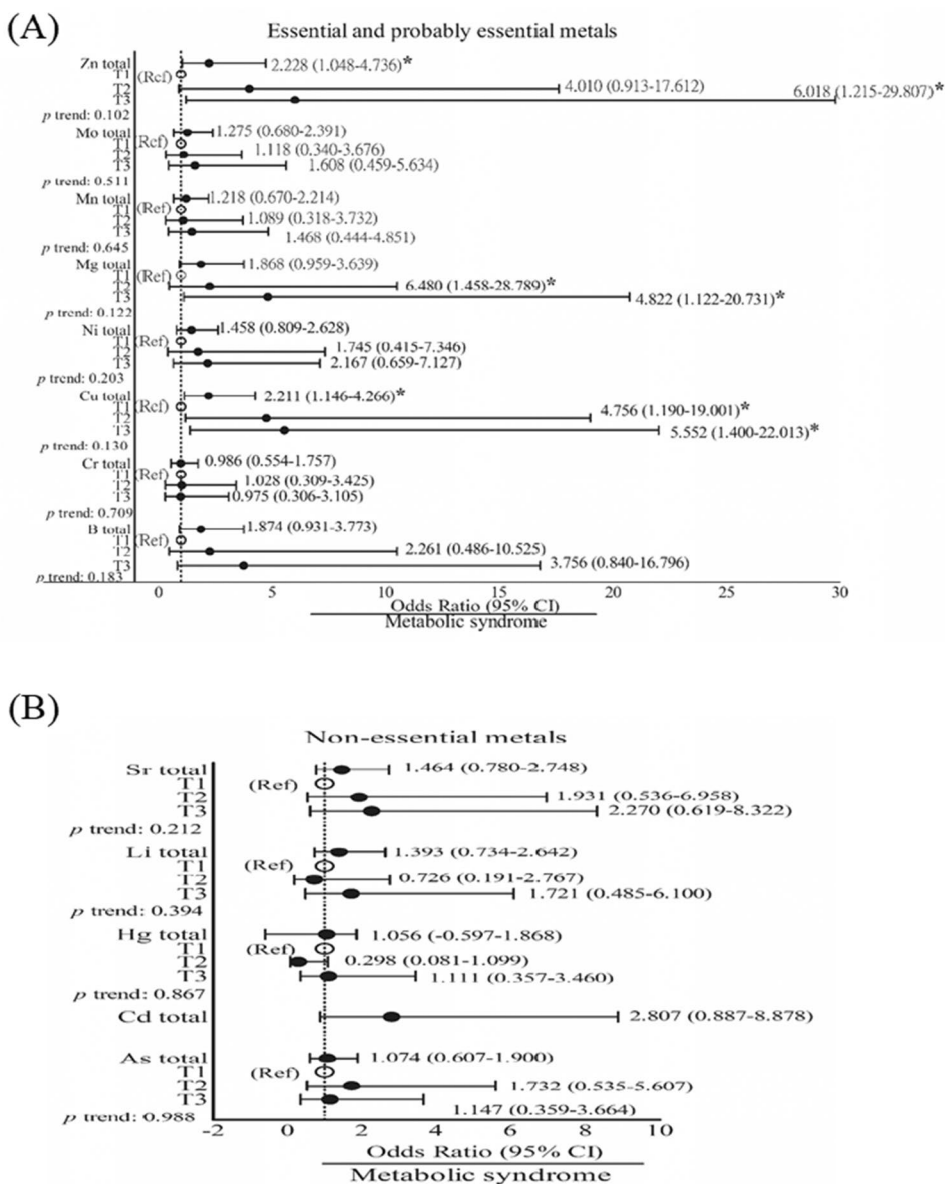 (A)
Essential and probably essential metals
Zn total 2.228 (1.048-4.736)*
T1 (Ref)
T2 4.010 (0.913-17.612)
T3 6.018 (1.215-29.807)*
p trend: 0.102
Mo total 1.275 (0.680-2.391)
T1 (Ref)
T2 1.118 (0.340-3.676)
T3 1.608 (0.459-5.634)
p trend: 0.511
Mn total 1.218 (0.670-2.214)
T1 (Ref)
T2 1.089 (0.318-3.732)
T3 1.468 (0.444-4.851)
p trend: 0.645
Mg total 1.868 (0.959-3.639)
T1 (Ref)
T2 6.480 (1.458-28.789)*
T3 4.822 (1.122-20.731)*
p trend: 0.122
Ni total 1.458 (0.809-2.628)
T1 (Ref)
T2 1.745 (0.415-7.346)
T3 2.167 (0.659-7.127)
p trend: 0.203
Cu total 2.211 (1.146-4.266)*
T1 (Ref)
T2 4.756 (1.190-19.001)*
T3 5.552 (1.400-22.013)*
p trend: 0.130
Cr total 0.986 (0.554-1.757)
T1 (Ref)
T2 1.028 (0.309-3.425)
T3 0.975 (0.306-3.105)
p trend: 0.709
B total 1.874 (0.931-3.773)
T1 (Ref)
T2 2.261 (0.486-10.525)
T3 3.756 (0.840-16.796)
p trend: 0.183
0 5 10 15 20 25 30
Odds Ratio (95% CI)
Metabolic syndrome
(B)
Non-essential metals
Sr total 1.464 (0.780-2.748)
T1 (Ref)
T2 1.931 (0.536-6.958)
T3 2.270 (0.619-8.322)
p trend: 0.212
Li total 1.393 (0.734-2.642)
T1 (Ref)
T2 0.726 (0.191-2.767)
T3 1.721 (0.485-6.100)
p trend: 0.394
Hg total 1.056 (-0.597-1.868)
T1 (Ref)
T2 0.298 (0.081-1.099)
T3 1.111 (0.357-3.460)
p trend: 0.867
Cd total 2.807 (0.887-8.878)
As total 1.074 (0.607-1.900)
T1 (Ref)
T2 1.732 (0.535-5.607)
T3 1.147 (0.359-3.664)
p trend: 0.988
-2 0 2 4 6 8 10
Odds Ratio (95% CI)
Metabolic syndrome